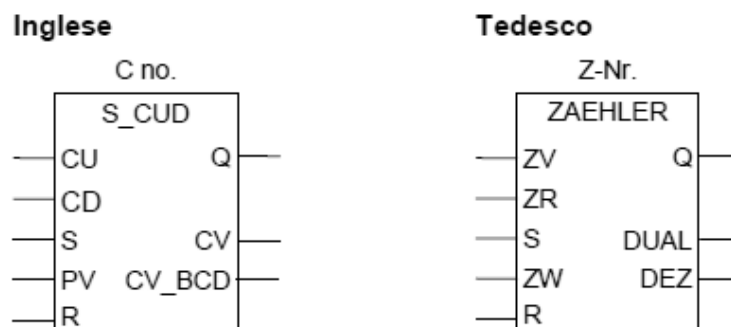 Inglese
C no.
S_CUD
CU Q
CD
S CV
PV CV_BCD
R
Tedesco
Z-Nr.
ZAEHLER
ZV Q
ZR
S DUAL
ZW DEZ
R